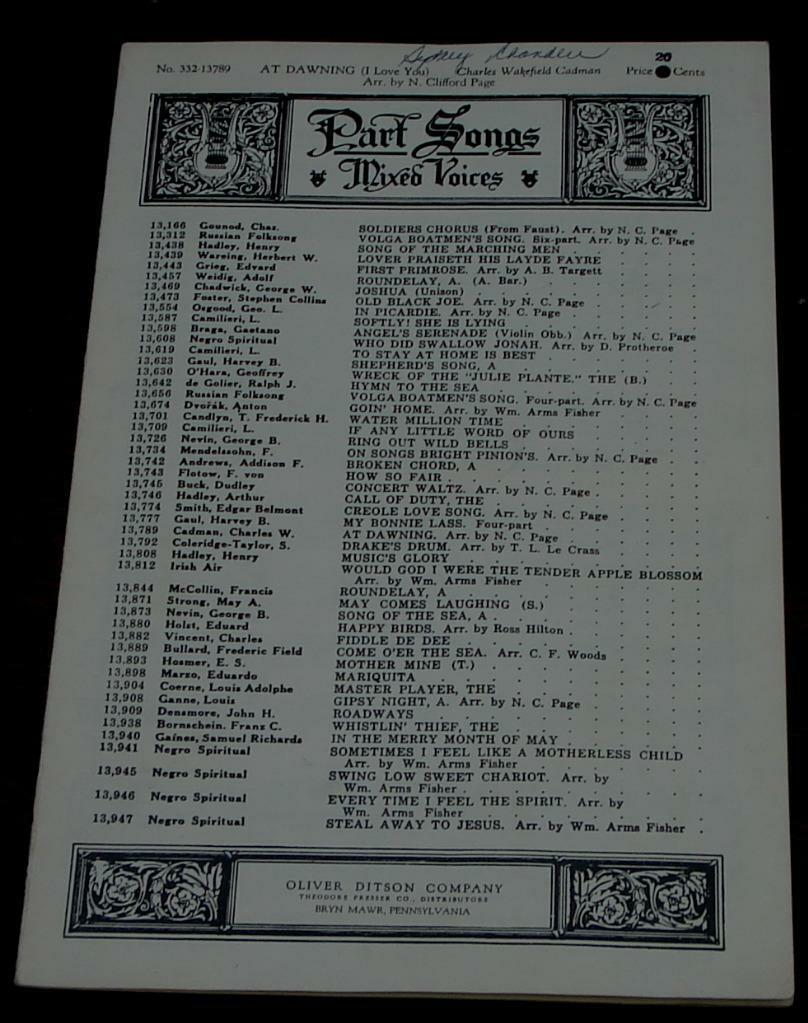 Sydney Chandler
No. 332-13789 AT DAWNING (I Love You) Charles Wakefield Cadman 20 Price Cents
Arr. by N. Clifford Page
Part Songs
Mixed Voices
13,166 Gounod, Chas. SOLDIERS CHORUS (From Faust). Arr. by N. C. Page .
13,312 Russian Folksong VOLGA BOATMEN'S SONG. Six-part. Arr. by N. C. Page
13,438 Hadley, Henry SONG OF THE MARCHING MEN
13,439 Wareing, Herbert W. LOVER PRAISETH HIS LAYDE FAYRE
13,443 Grieg, Edvard FIRST PRIMROSE. Arr. by A. B. Targett
13,457 Weidig, Adolf ROUNDELAY, A. (A. Bar.)
13,469 Chadwick, George W. JOSHUA (Unison)
13,473 Foster, Stephen Collins OLD BLACK JOE. Arr. by N. C. Page
13,554 Osgood, Geo. L. IN PICARDIE. Arr. by N. C. Page
13,587 Camilieri, L. SOFTLY! SHE IS LYING
13,598 Braga, Gaetano ANGEL'S SERENADE (Violin Obb.) Arr. by N. C. Page
13,608 Negro Spiritual WHO DID SWALLOW JONAH. Arr. by D. Protheroe
13,619 Camilieri, L. TO STAY AT HOME IS BEST
13,623 Gaul, Harvey B. SHEPHERD'S SONG, A
13,630 O'Hara, Geoffrey WRECK OF THE "JULIE PLANTE." THE (B.)
13,642 de Golier, Ralph J. HYMN TO THE SEA
13,656 Russian Folksong VOLGA BOATMEN'S SONG. Four-part. Arr. by N. C. Page
13,674 Dvořák, Anton GOIN' HOME. Arr. by Wm. Arms Fisher
13,701 Candlyn, T. Frederick H. WATER MILLION TIME
13,709 Camilieri, L. IF ANY LITTLE WORD OF OURS
13,726 Nevin, George B. RING OUT WILD BELLS
13,734 Mendelssohn, F. ON SONGS BRIGHT PINION'S. Arr. by N. C. Page
13,742 Andrews, Addison F. BROKEN CHORD, A
13,743 Flotow, F. von HOW SO FAIR
13,745 Buck, Dudley CONCERT WALTZ. Arr. by N. C. Page
13,746 Hadley, Arthur CALL OF DUTY, THE
13,774 Smith, Edgar Belmont CREOLE LOVE SONG. Arr. by N. C. Page
13,777 Gaul, Harvey B. MY BONNIE LASS. Four-part
13,789 Cadman, Charles W. AT DAWNING. Arr. by N. C. Page
13,792 Coleridge-Taylor, S. DRAKE'S DRUM. Arr. by T. L. Le Crass
13,808 Hadley, Henry MUSIC'S GLORY
13,812 Irish Air WOULD GOD I WERE THE TENDER APPLE BLOSSOM
Arr. by Wm. Arms Fisher
13,844 McCollin, Francis ROUNDELAY, A
13,871 Strong, May A. MAY COMES LAUGHING (S.)
13,873 Nevin, George B. SONG OF THE SEA, A
13,880 Holst, Eduard HAPPY BIRDS. Arr. by Ross Hilton
13,882 Vincent, Charles FIDDLE DE DEE
13,889 Bullard, Frederic Field COME O'ER THE SEA. Arr. C. F. Woods
13,893 Hosmer, E. S. MOTHER MINE (T.)
13,898 Marzo, Eduardo MARIQUITA
13,904 Coerne, Louis Adolphe MASTER PLAYER, THE
13,908 Ganne, Louis GIPSY NIGHT, A. Arr. by N. C. Page
13,909 Densmore, John H. ROADWAYS
13,938 Bornschein. Franz C. WHISTLIN' THIEF, THE
13,940 Gaines, Samuel Richards IN THE MERRY MONTH OF MAY
13,941 Negro Spiritual SOMETIMES I FEEL LIKE A MOTHERLESS CHILD
Arr. by Wm. Arms Fisher
13,945 Negro Spiritual SWING LOW SWEET CHARIOT. Arr. by
Wm. Arms Fisher
13,946 Negro Spiritual EVERY TIME I FEEL THE SPIRIT. Arr. by
Wm. Arms Fisher
13,947 Negro Spiritual STEAL AWAY TO JESUS. Arr. by Wm. Arms Fisher .
OLIVER DITSON COMPANY
THEODORE PRESSER CO., DISTRIBUTORS
BRYN MAWR, PENNSYLVANIA